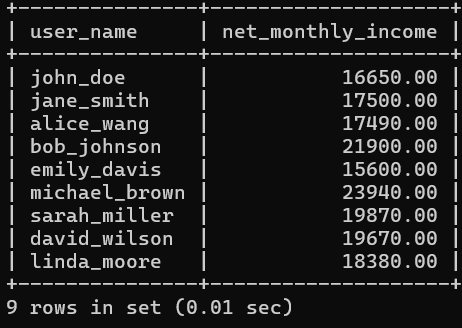 +---------------+--------------------+
| user_name     | net_monthly_income |
+---------------+--------------------+
| john_doe      |           16650.00 |
| jane_smith    |           17500.00 |
| alice_wang    |           17490.00 |
| bob_johnson   |           21900.00 |
| emily_davis   |           15600.00 |
| michael_brown |           23940.00 |
| sarah_miller  |           19870.00 |
| david_wilson  |           19670.00 |
| linda_moore   |           18380.00 |
+---------------+--------------------+
9 rows in set (0.01 sec)